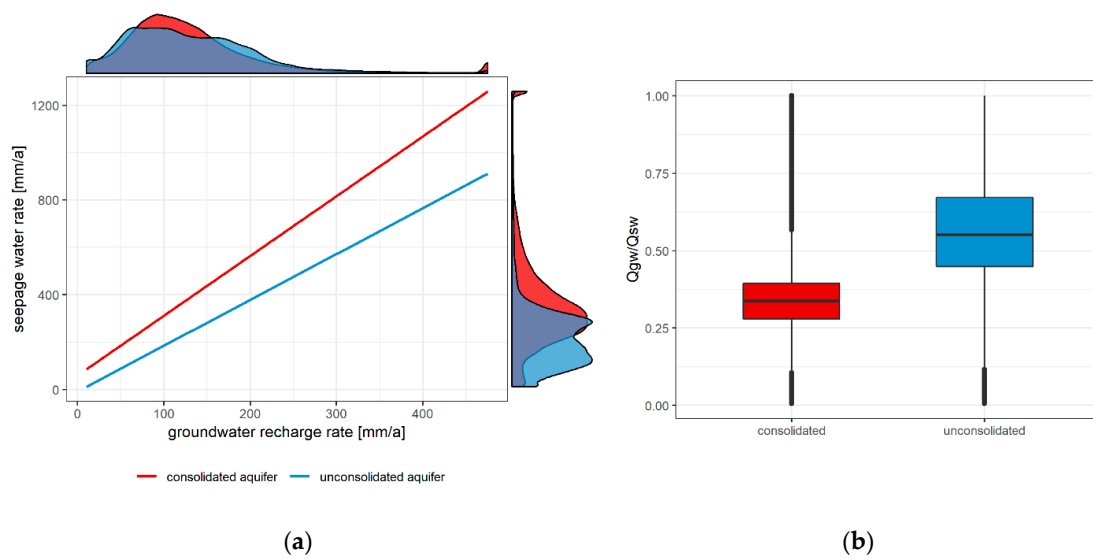 1200
800
400
0
seepage water rate [mm/a]
0 100 200 300 400
groundwater recharge rate [mm/a]
consolidated aquifer unconsolidated aquifer
(a)
1.00
0.75
0.50
0.25
0.00
Qgw/Qsw
consolidated unconsolidated
(b)